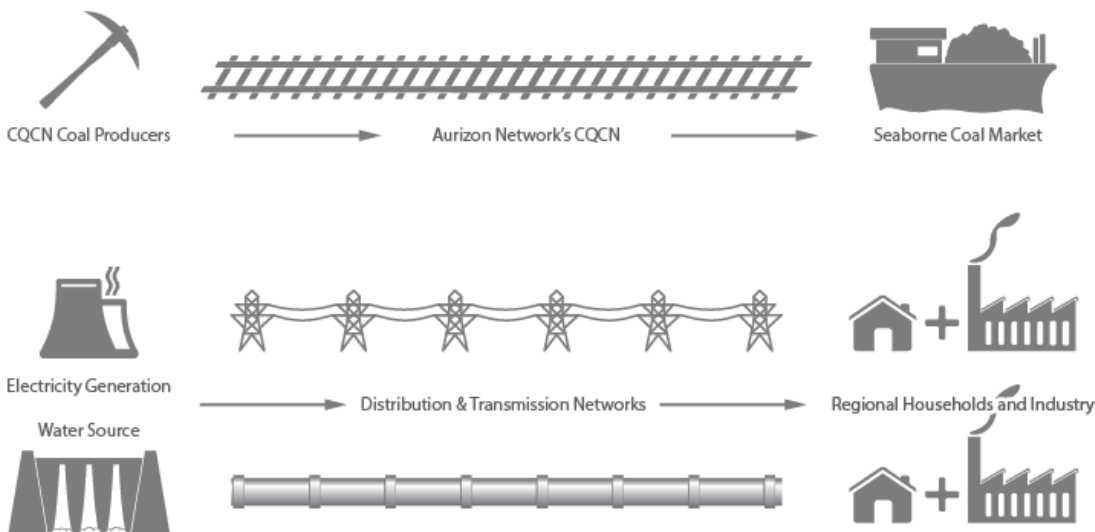 CQCN Coal Producers
Aurizon Network's CQCN
Seaborne Coal Market
Electricity Generation
Distribution & Transmission Networks
Regional Households and Industry
Water Source